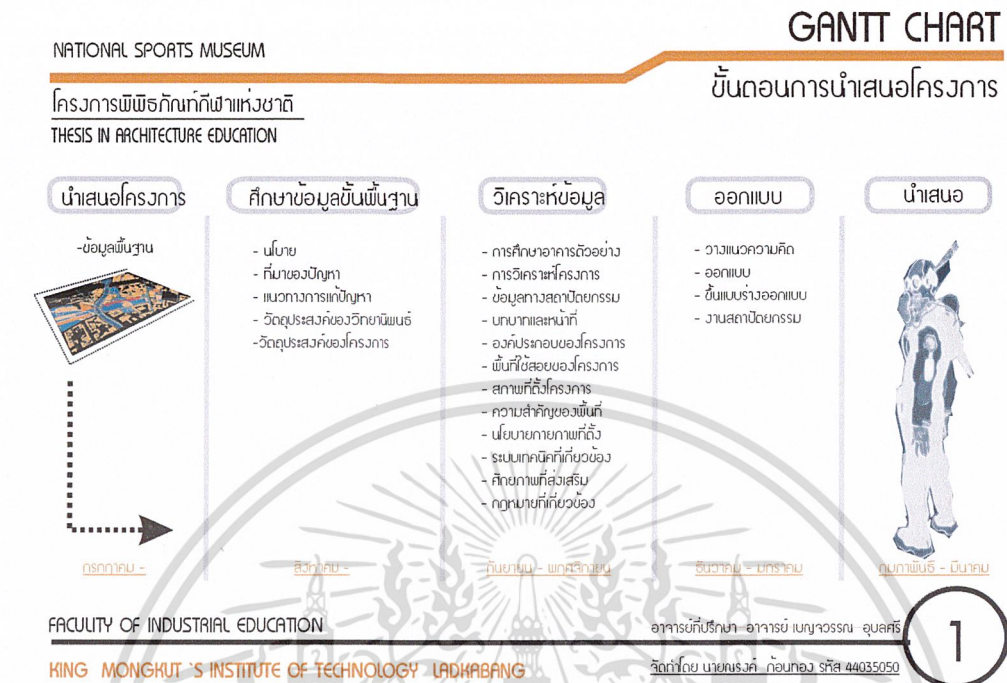 GANTT CHART
NATIONAL SPORTS MUSEUM
ขั้นตอนการนำเสนอโครงการ
โครงการพิพิธภัณฑ์กีฬาแห่งชาติ
THESIS IN ARCHITECTURE EDUCATION
นำเสนอโครงการ
-ข้อมูลพื้นฐาน
กรกฎาคม -
ศึกษาข้อมูลขั้นพื้นฐาน
- นโบาย
- ที่มาของปัญหา
- แนวทางการแก้ปัญหา
- วัตถุประสงค์ของวิทยานิพนธ์
-วัตถุประสงค์ของโครงการ
สิงหาคม -
วิเคราะห์ข้อมูล
- การศึกษาอาคารตัวอย่าง
- การวิเคราะห์โครงการ
- ข้อมูลทางสถาปัตยกรรม
- บทบาทและหน้าที่
- องค์ประกอบของโครงการ
- พื้นที่ใช้สอยของโครงการ
- สภาพที่ตั้งโครงการ
- ความสำคัญของพื้นที่
- นโยบายกายภาพที่ตั้ง
- ระบบเทคนิคที่เกี่ยวข้อง
- ศักยภาพที่ส่งเสริม
- กฎหมายที่เกี่ยวข้อง
กันยายน - พฤศจิกายน
ออกแบบ
- วางแนวความคิด
- ออกแบบ
- ขึ้นแบบร่างออกแบบ
- งานสถาปัตยกรรม
ธันวาคม - มกราคม
นำเสนอ
กุมภาพันธ์ - มีนาคม
FACULITY OF INDUSTRIAL EDUCATION
อาจารย์ที่ปรึกษา อาจารย์ เบญจวรรณ อุบลศรี
1
KING MONGKUT 'S INSTITUTE OF TECHNOLOGY LADKABANG
จัดทำโดย นายณรงค์ ก้อนทอง รหัส 44035050